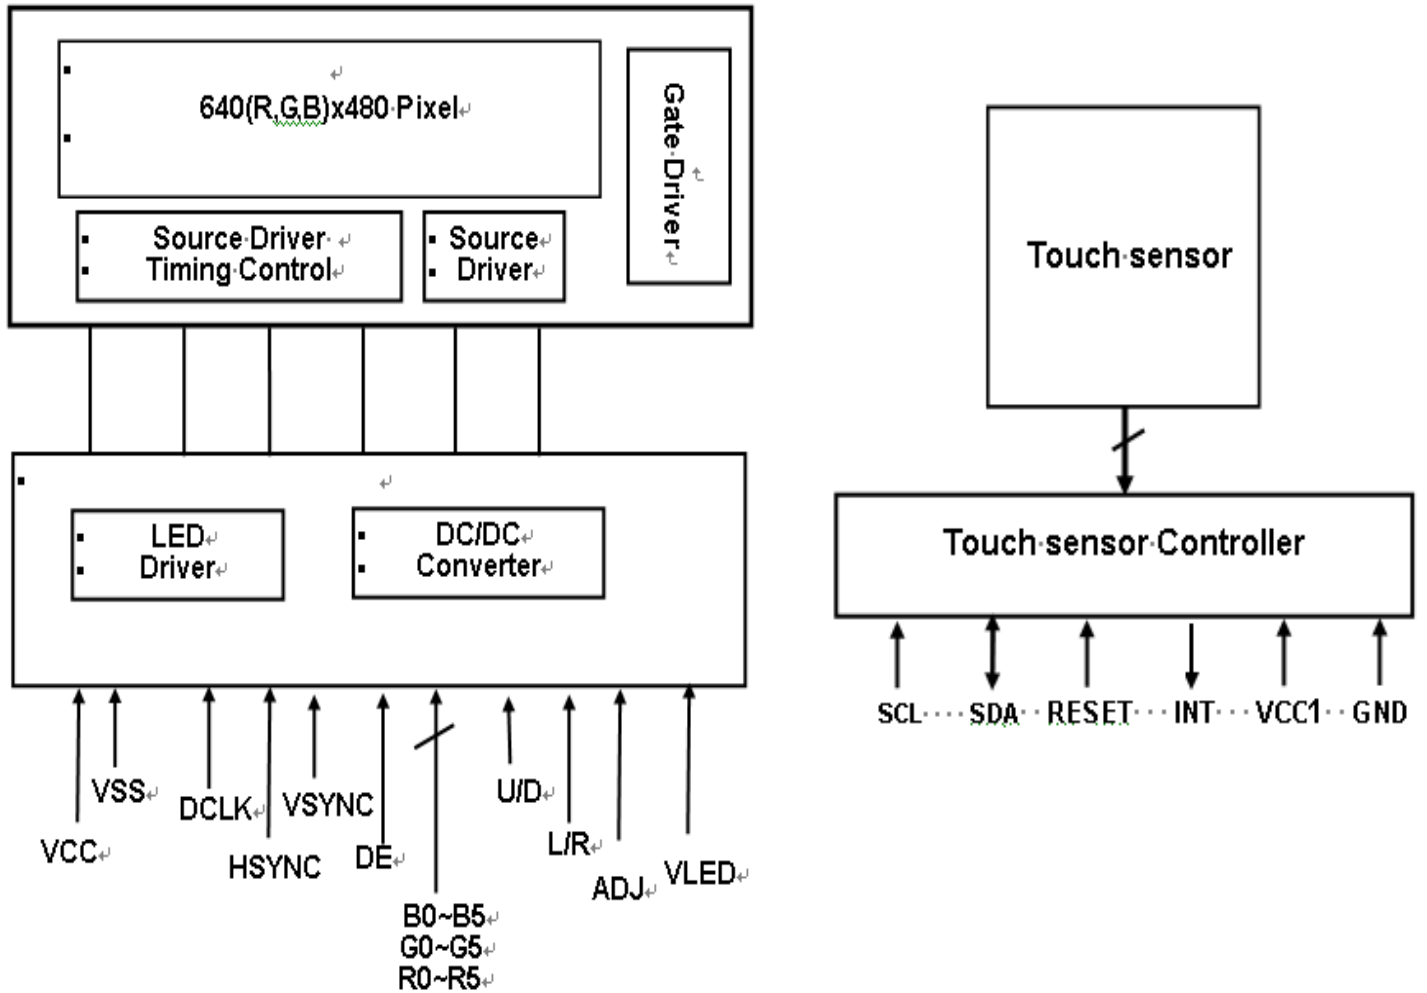 640(R,G,B)x480 Pixel
Gate Driver
Source Driver
Timing Control
Source
Driver
LED
Driver
DC/DC
Converter
VCC
VSS
DCLK
HSYNC
VSYNC
DE
B0~B5
G0~G5
R0~R5
U/D
L/R
ADJ
VLED
Touch sensor
Touch sensor Controller
SCL SDA RESET INT VCC1 GND